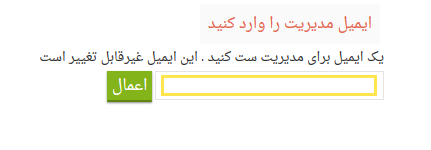 ایمیل مدیریت را وارد کنید
یک ایمیل برای مدیریت ست کنید . این ایمیل غیرقابل تغییر است
اعمال